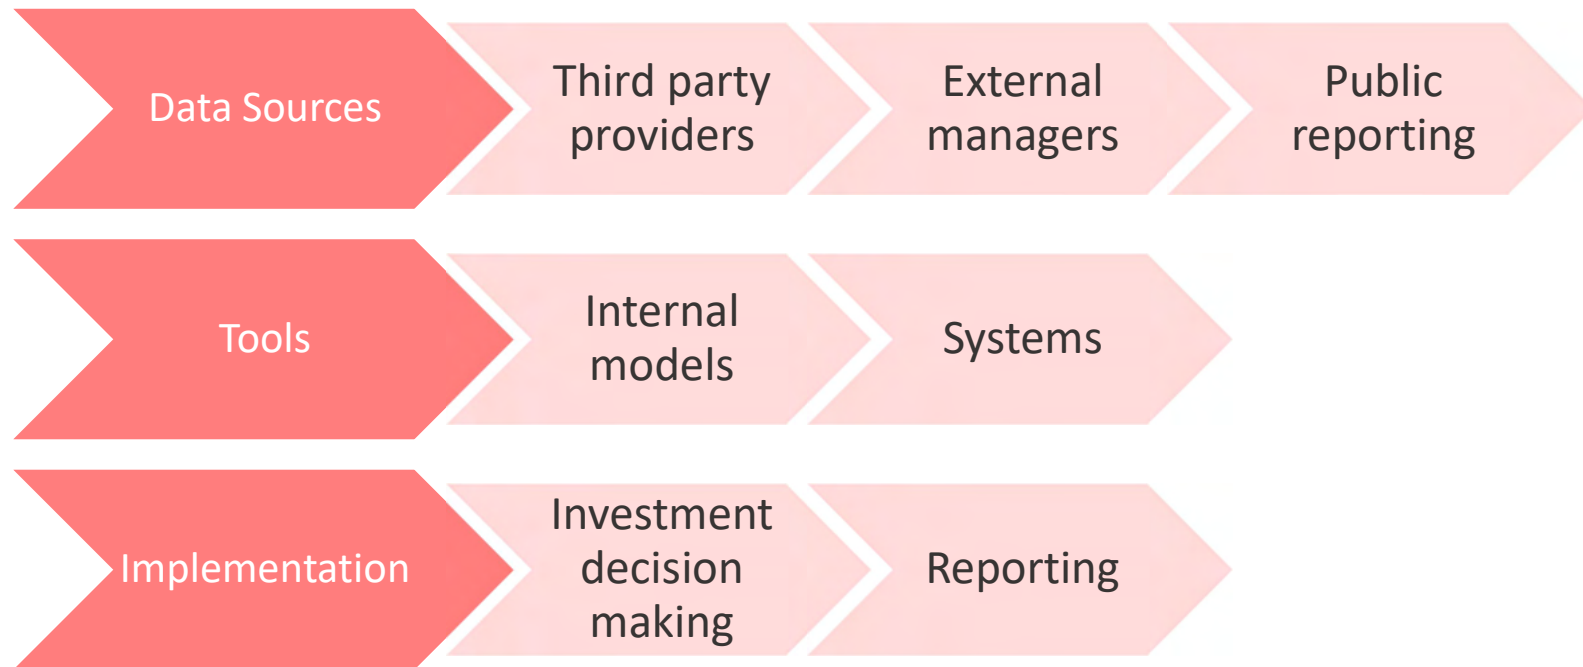 Data Sources
Third party
providers
External
managers
Public
reporting
Tools
Internal
models
Systems
Implementation
Investment
decision
making
Reporting